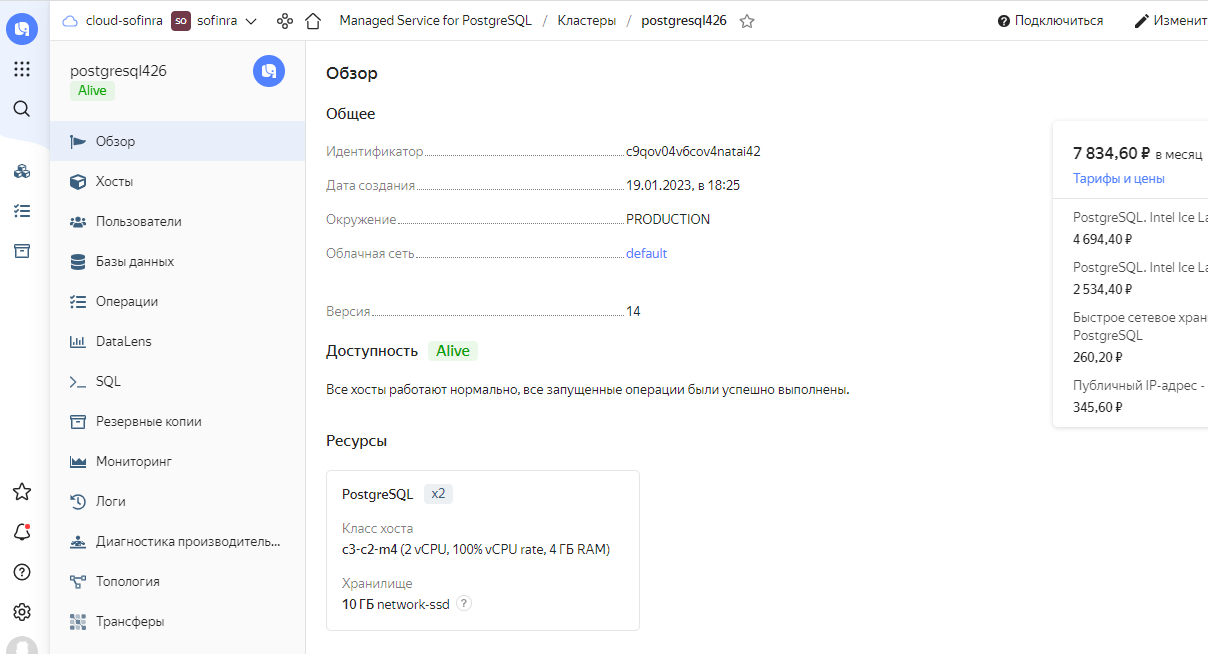 cloud-sofinra so sofinra Managed Service for PostgreSQL / Кластеры / postgresql426 Подключиться Изменит
postgresql426
Alive
Обзор
Хосты
Пользователи
Базы данных
Операции
DataLens
SQL
Резервные копии
Мониторинг
Логи
Диагностика производитель...
Топология
Трансферы
Обзор
Общее
Идентификатор c9qov04v6cov4natai42
Дата создания 19.01.2023, в 18:25
Окружение PRODUCTION
Облачная сеть default
Версия 14
Доступность Alive
Все хосты работают нормально, все запущенные операции были успешно выполнены.
Ресурсы
PostgreSQL x2
Класс хоста
c3-c2-m4 (2 vCPU, 100% vCPU rate, 4 ГБ RAM)
Хранилище
10 ГБ network-ssd ?
7 834,60 ₽ в месяц
Тарифы и цены
PostgreSQL. Intel Ice La
4 694,40 ₽
PostgreSQL. Intel Ice La
2 534,40 ₽
Быстрое сетевое хран
PostgreSQL
260,20 ₽
Публичный IP-адрес -
345,60 ₽